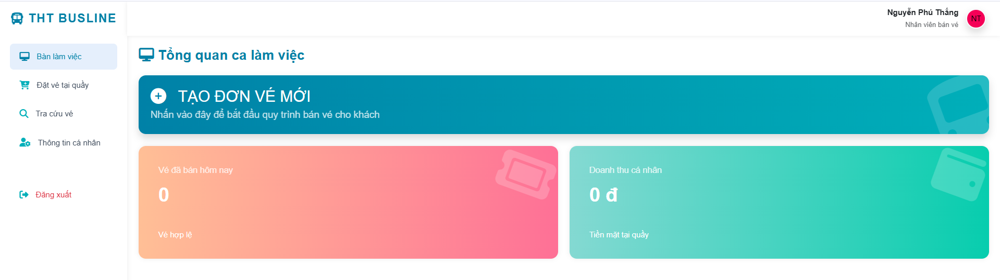 THT BUSLINE
Nguyễn Phú Thắng
Nhân viên bán vé
NT
Bàn làm việc
Đặt vé tại quầy
Tra cứu vé
Thông tin cá nhân
Đăng xuất
Tổng quan ca làm việc
TẠO ĐƠN VÉ MỚI
Nhấn vào đây để bắt đầu quy trình bán vé cho khách
Vé đã bán hôm nay
0
Vé hợp lệ
Doanh thu cá nhân
0 đ
Tiền mặt tại quầy